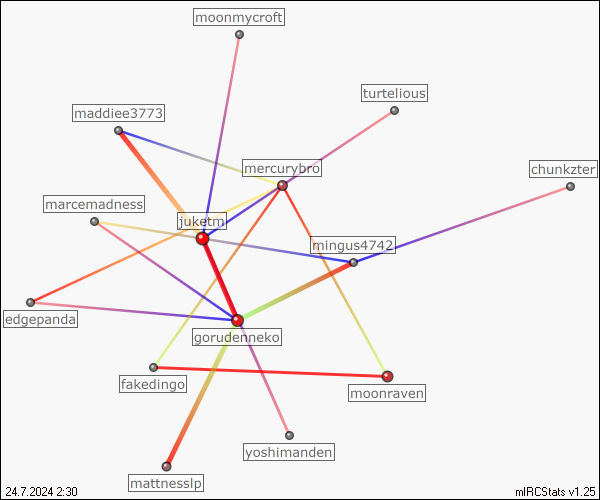 moonmycroft
turtelious
maddiee3773
mercurybro
chunkzter
marcemadness
juketm
mingus4742
edgepanda
gorudenneko
fakedingo
moonraven
yoshimanden
mattnesslp
24.7.2024 2:30
mIRCStats v1.25